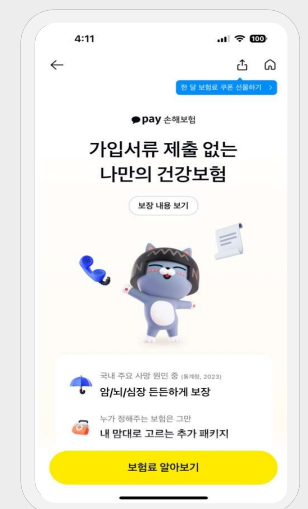 4:11
100
한 달 보험료 쿠폰 선물하기 >
pay 손해보험
가입서류 제출 없는
나만의 건강보험
보장 내용 보기
국내 주요 사망 원인 중 (통계청, 2023)
암/뇌/심장 든든하게 보장
누가 정해주는 보험은 그만
내 맘대로 고르는 추가 패키지
보험료 알아보기